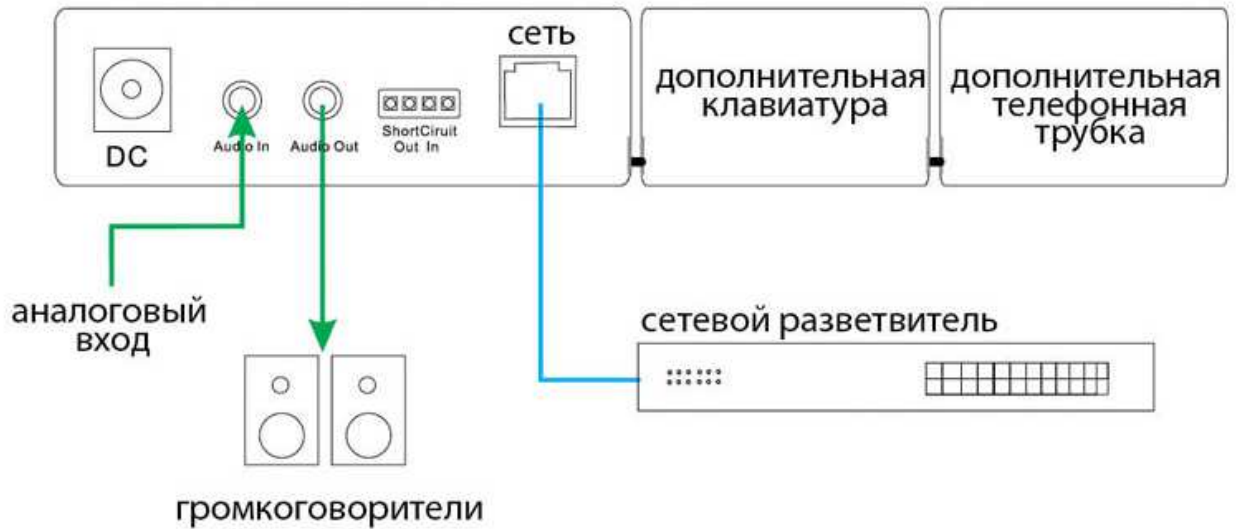 сеть
дополнительная
клавиатура
дополнительная
телефонная
трубка
DC
Audio In
Audio Out
ShortCiruit
Out In
аналоговый
вход
сетевой разветвитель
громкоговорители